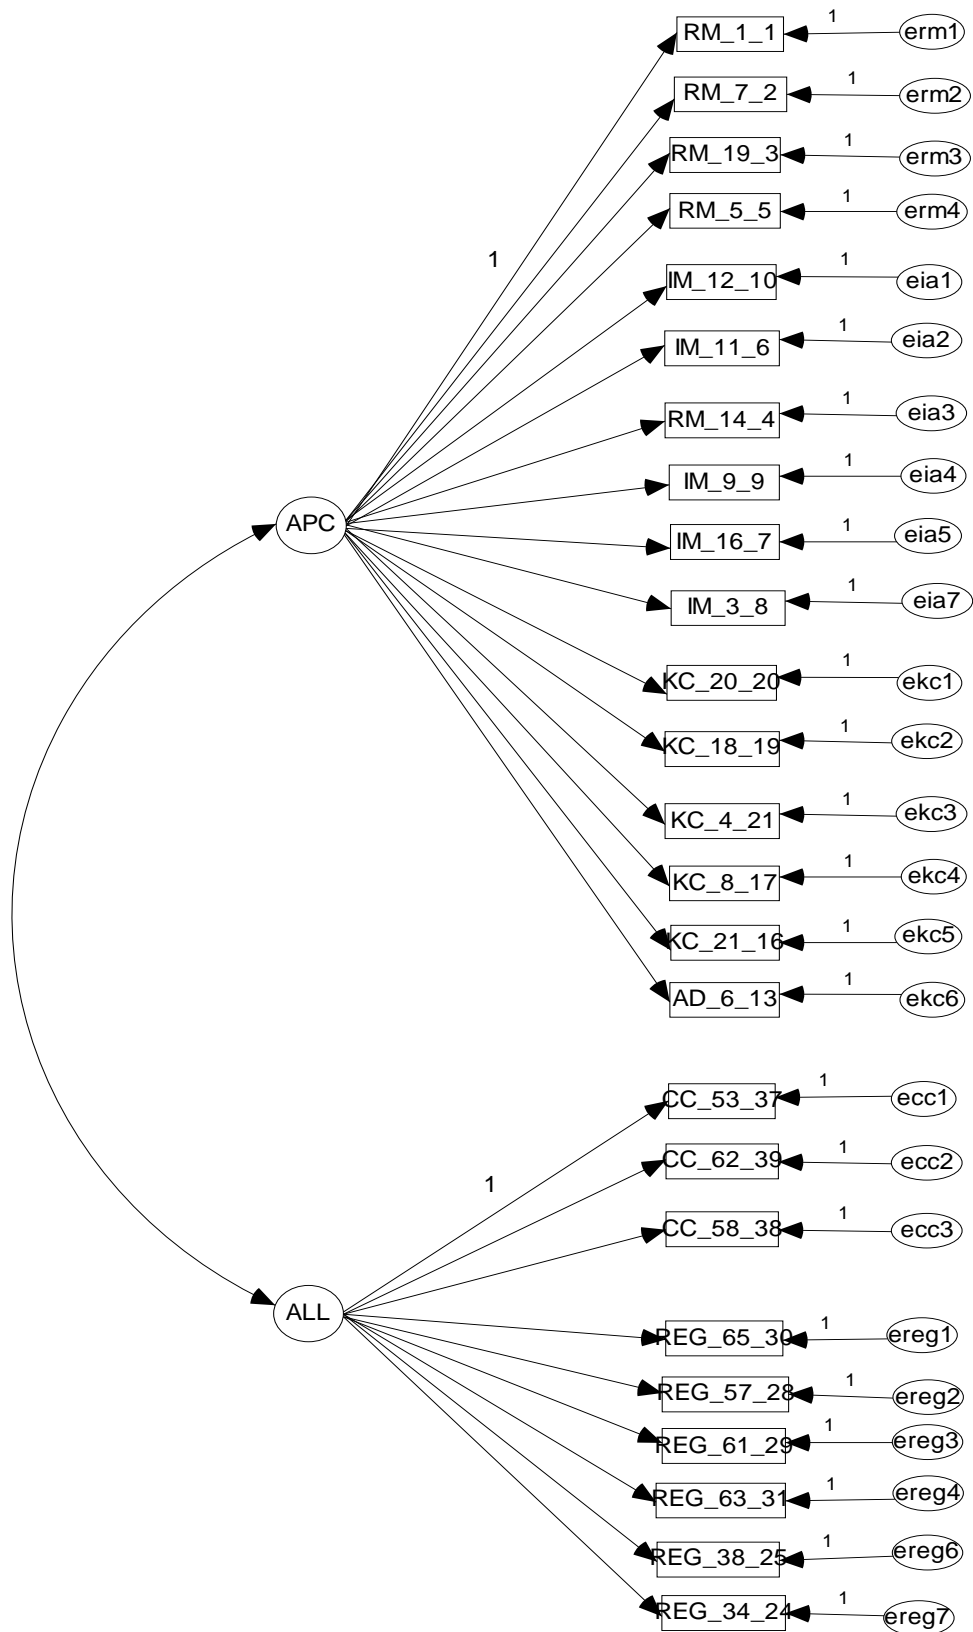 RM_1_1 1 erm1
RM_7_2 1 erm2
RM_19_3 1 erm3
RM_5_5 1 erm4
1
IM_12_10 1 eia1
IM_11_6 1 eia2
RM_14_4 1 eia3
IM_9_9 1 eia4
APC
IM_16_7 1 eia5
IM_3_8 1 eia7
KC_20_20 1 ekc1
KC_18_19 1 ekc2
KC_4_21 1 ekc3
KC_8_17 1 ekc4
KC_21_16 1 ekc5
AD_6_13 1 ekc6
CC_53_37 1 ecc1
CC_62_39 1 ecc2
1
CC_58_38 1 ecc3
ALL
REG_65_30 1 ereg1
REG_57_28 1 ereg2
REG_61_29 1 ereg3
REG_63_31 1 ereg4
REG_38_25 1 ereg6
REG_34_24 1 ereg7